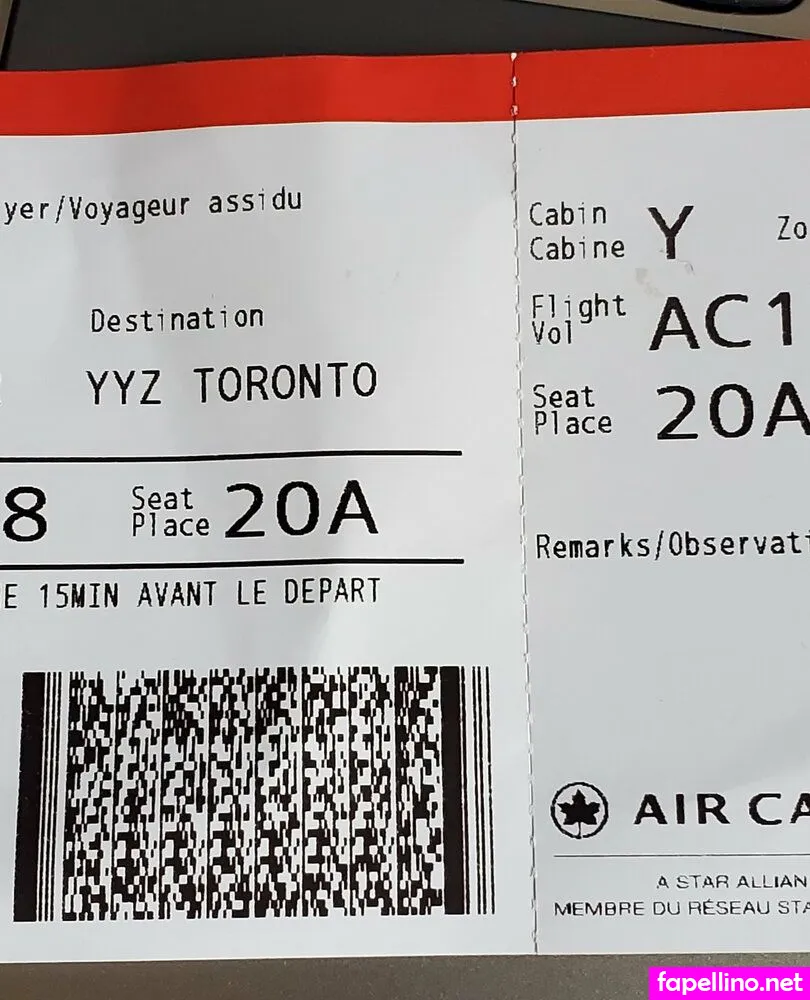 yer/Voyageur assidu
Destination
YYZ TORONTO
8 Seat Place 20A
E 15MIN AVANT LE DEPART
Cabin
Cabine Y Zo
Flight
Vol AC1
Seat
Place 20A
Remarks/Observati
AIR CA
A STAR ALLIAN
MEMBRE DU RÉSEAU STA
fapellino.net